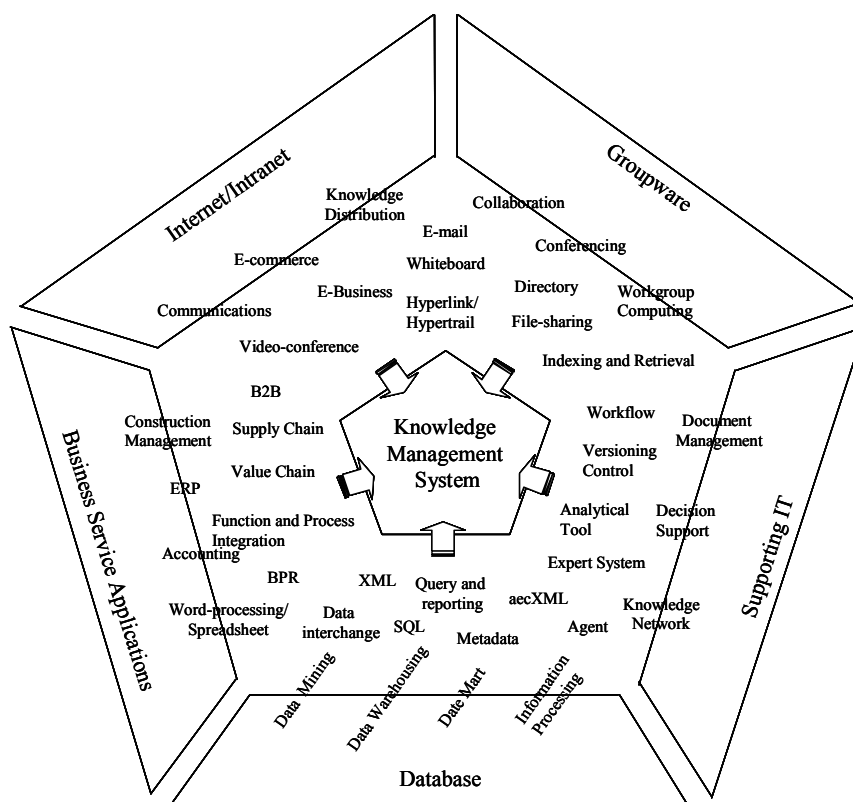 Internet/Intranet
Groupware
Knowledge
Distribution
Collaboration
E-mail
Conferencing
E-commerce
Whiteboard
E-Business
Directory
Workgroup
Computing
Communications
Hyperlink/
Hypertrail
File-sharing
Video-conference
Indexing and Retrieval
B2B
Construction
Management
Supply Chain
Knowledge
Management
System
Workflow
Document
Management
Value Chain
Versioning
Control
ERP
Function and Process
Integration
Analytical
Tool
Decision
Support
Accounting
Expert System
BPR
XML
Query and
reporting
aecXML
Word-processing/
Spreadsheet
Data
interchange
SQL
Metadata
Agent
Knowledge
Network
Data Mining
Data Warehousing
Date Mart
Information
Processing
Business Service Applications
Supporting IT
Database